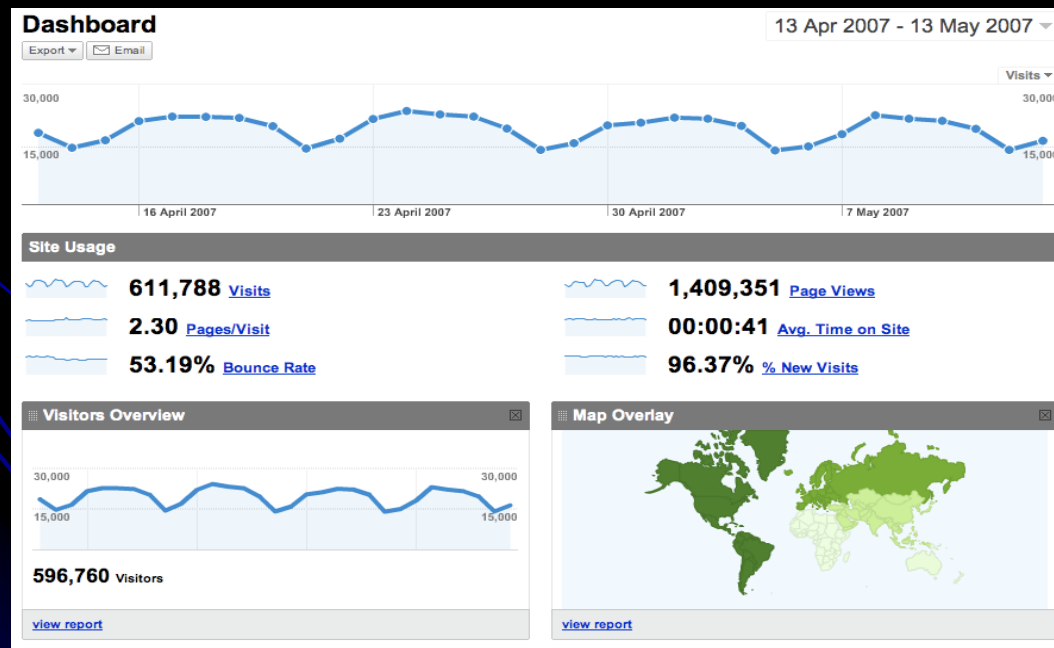 Dashboard
13 Apr 2007 - 13 May 2007
Export
Email
Visits
30,000
30,000
15,000
15,000
16 April 2007
23 April 2007
30 April 2007
7 May 2007
Site Usage
611,788 Visits
1,409,351 Page Views
2.30 Pages/Visit
00:00:41 Avg. Time on Site
53.19% Bounce Rate
96.37% % New Visits
Visitors Overview
Map Overlay
30,000
30,000
15,000
15,000
596,760 Visitors
view report
view report